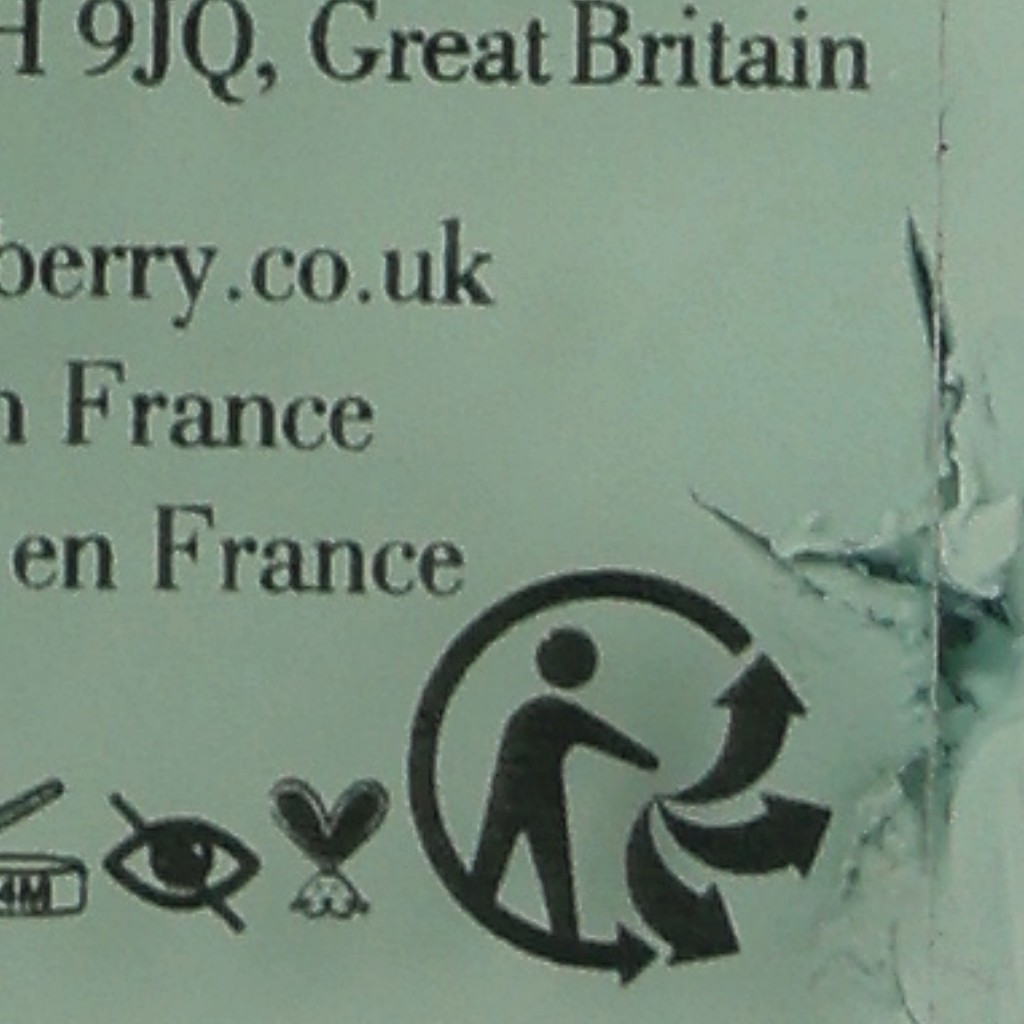 9JQ, Great Britain
berry.co.uk
France
en France
4M